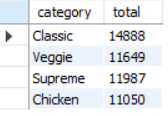 category total
Classic 14888
Veggie 11649
Supreme 11987
Chicken 11050